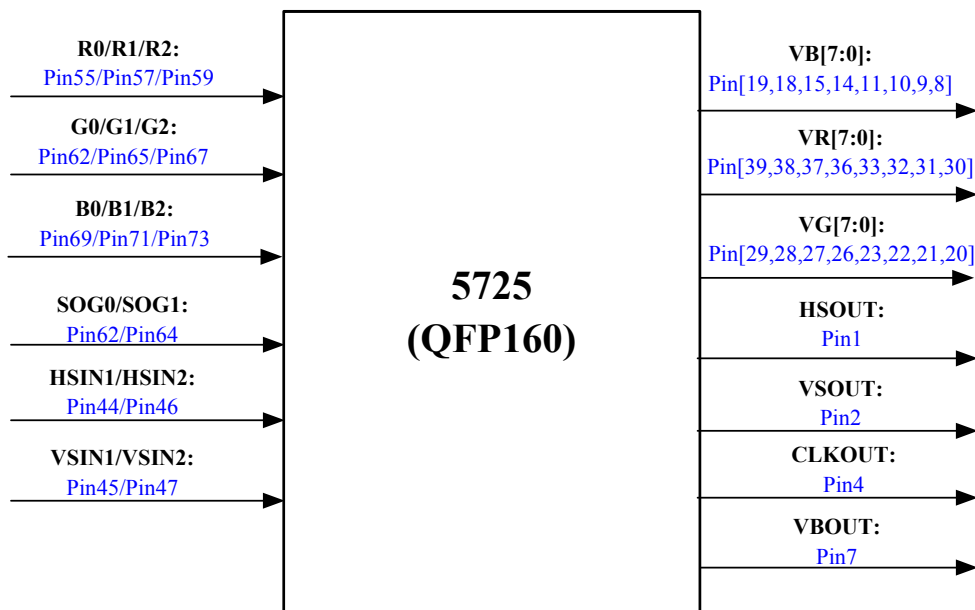 R0/R1/R2:
Pin55/Pin57/Pin59
G0/G1/G2:
Pin62/Pin65/Pin67
B0/B1/B2:
Pin69/Pin71/Pin73
SOG0/SOG1:
Pin62/Pin64
HSIN1/HSIN2:
Pin44/Pin46
VSIN1/VSIN2:
Pin45/Pin47
5725
(QFP160)
VB[7:0]:
Pin[19,18,15,14,11,10,9,8]
VR[7:0]:
Pin[39,38,37,36,33,32,31,30]
VG[7:0]:
Pin[29,28,27,26,23,22,21,20]
HSOUT:
Pin1
VSOUT:
Pin2
CLKOUT:
Pin4
VBOUT:
Pin7